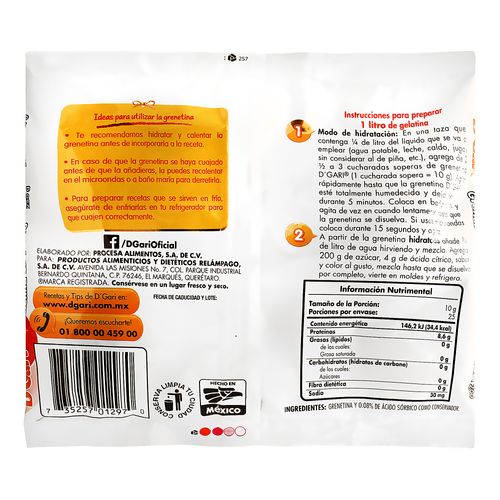 257
Ideas para utilizar la grenetina
• Te recomendamos hidratar y calentar la
grenetina antes de incorporarla a la receta.
• En caso de que la grenetina se haya cuajado
antes de que la añadieras, la puedes recalentar
en el microondas o a baño maría para derretirla.
• Para preparar recetas que se sirven en frío,
asegúrate de enfriarlas en tu refrigerador para
que cuajen correctamente.
f /DGariOficial
ELABORADO POR: PROCESA ALIMENTOS, S.A. DE C.V.
PARA: PRODUCTOS ALIMENTICIOS Y DIETÉTICOS RELÁMPAGO,
S.A. DE C.V. AVENIDA LAS MISIONES No. 7, COL. PARQUE INDUSTRIAL
BERNARDO QUINTANA, C.P. 76246, EL MARQUÉS, QUERÉTARO.
®MARCA REGISTRADA. Consérvese en un lugar fresco y seco.
Recetas y Tips de D'Gari en:
www.dgari.com.mx
FECHA DE CADUCIDAD Y LOTE:
¡Queremos escucharte!
01 800 00 459 00
7 35257 01297 0
CONSERVA LIMPIA TU CIUDAD
HECHO EN
MÉXICO
Instrucciones para preparar
1 litro de gelatina
1 Modo de hidratación: En una taza que
contenga ¼ de litro del líquido que se va a
emplear (agua potable, leche, caldo, jugo,
sin considerar al de piña, etc.), agrega de
1 ½ a 3 cucharadas soperas de grenetina
D'GARI® (1 cucharada sopera = 10 g)
rápidamente hasta que la grenetina D'
esté totalmente humedecida y de
durante 5 minutos. Coloca en b
agita de vez en cuando lentamente
grenetina se disuelva. Si usas
coloca durante 15 segundos y a
2 A partir de la grenetina hidratada añade ¾
de litro de agua hirviendo y mezcla. Agrega
200 g de azúcar, 4 g de ácido cítrico, sabor
y color al gusto, mezcla hasta que se disuelva
por completo, vierte en moldes y refrigera.
Información Nutrimental
Tamaño de la Porción: 10 g
Porciones por envase: 25
Contenido energético 146,2 kJ (34,4 kcal)
Proteínas 8,6 g
Grasas (lípidos) 0 g
de los cuales:
Grasa saturada 0 g
Carbohidratos (hidratos de carbono) 0 g
de los cuales:
Azúcares 0 g
Fibra dietética 0 g
Sodio 30 mg
INGREDIENTES: GRENETINA Y 0.08% DE ÁCIDO SÓRBICO COMO CONSERVADOR.